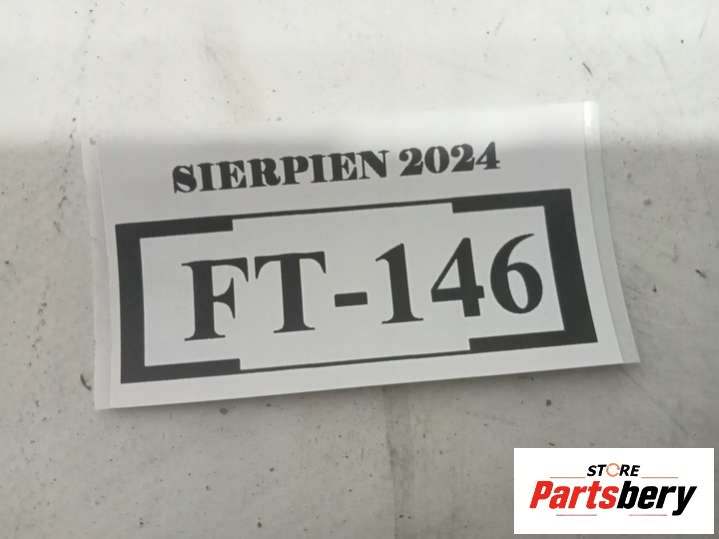 SIERPIEN 2024
FT-146
STORE
Partsbery